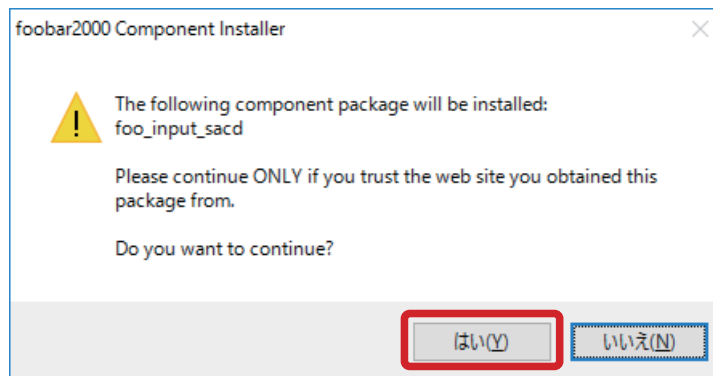 foobar2000 Component Installer
The following component package will be installed:
foo_input_sacd
Please continue ONLY if you trust the web site you obtained this
package from.
Do you want to continue?
はい(Y)
いいえ(N)